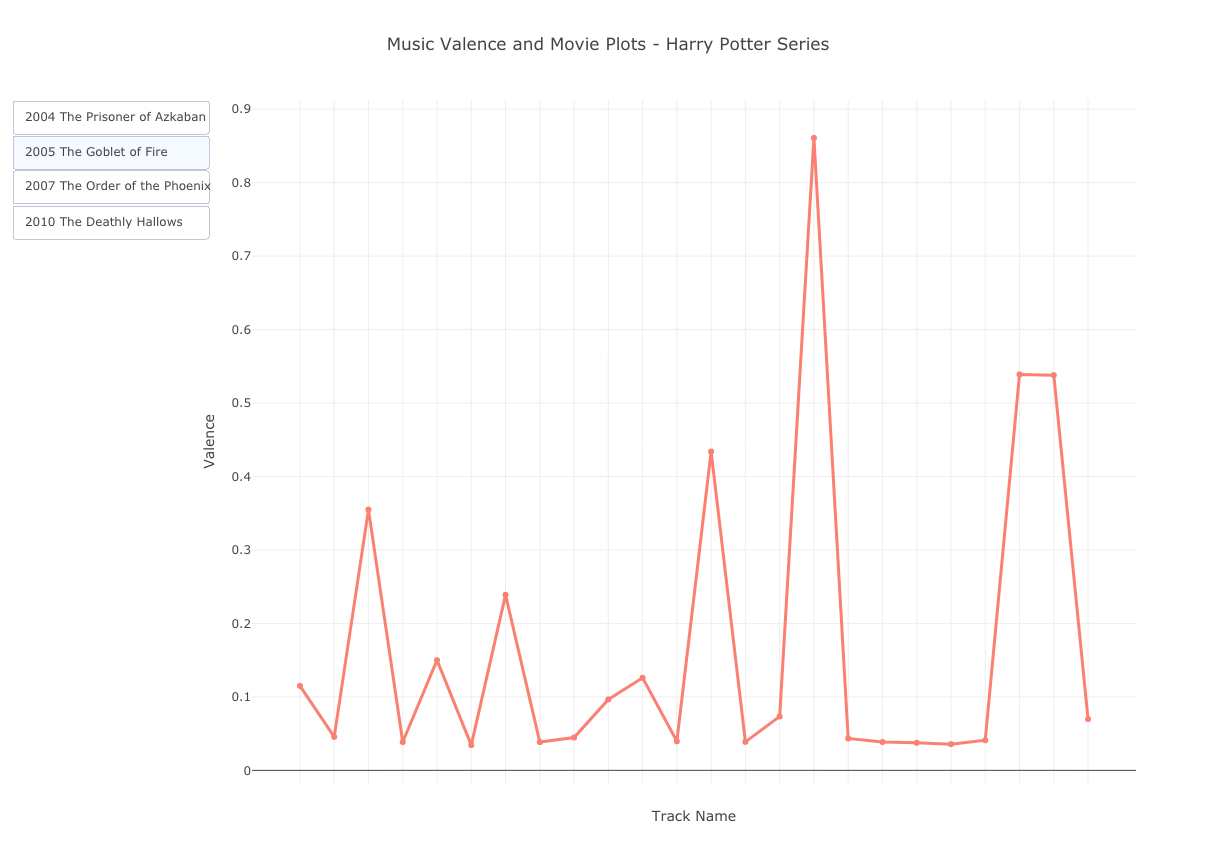 Music Valence and Movie Plots - Harry Potter Series
2004 The Prisoner of Azkaban
2005 The Goblet of Fire
2007 The Order of the Phoenix
2010 The Deathly Hallows
0.9
0.8
0.7
0.6
0.5
0.4
0.3
0.2
0.1
0
Valence
Track Name